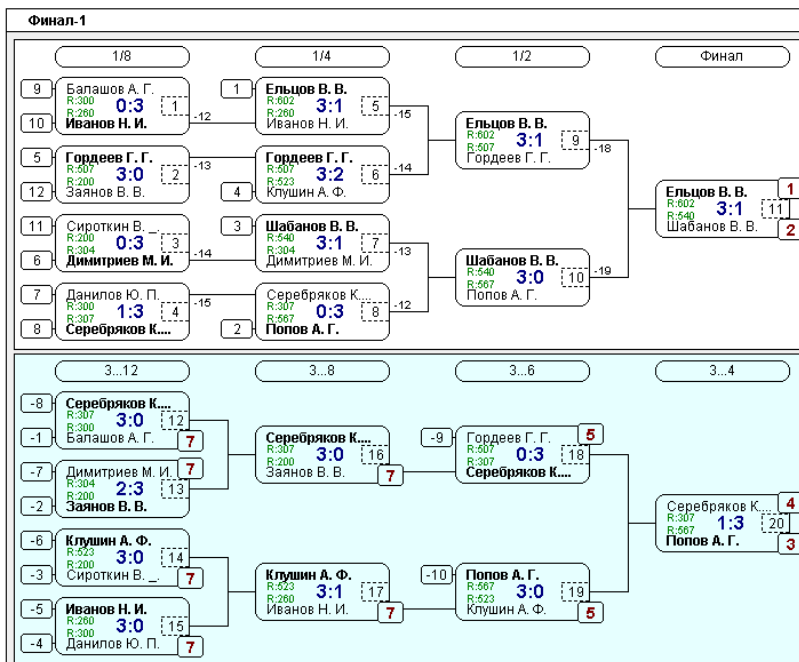 Финал-1
1/8 1/4 1/2 Финал
9 Балашов А. Г.
R:300 R:260 0:3 1
10 Иванов Н. И. -12
5 Гордеев Г. Г. -13
R:507 R:200 3:0 2
12 Заянов В. В.
11 Сироткин В. _.
R:200 R:304 0:3 3
6 Димитриев М. И. -14
7 Данилов Ю. П. -15
R:300 R:307 1:3 4
8 Серебряков К....
1 Ельцов В. В.
R:602 R:260 3:1 5 -15
Иванов Н. И.
Гордеев Г. Г.
R:507 R:523 3:2 6 -14
4 Клушин А. Ф.
3 Шабанов В. В.
R:540 R:304 3:1 7 -13
Димитриев М. И.
Серебряков К....
R:307 R:567 0:3 8 -12
2 Попов А. Г.
Ельцов В. В.
R:602 R:507 3:1 9 -18
Гордеев Г. Г.
Шабанов В. В.
R:540 R:567 3:0 10 -19
Попов А. Г.
Ельцов В. В. 1
R:602 R:540 3:1 11
Шабанов В. В. 2
3...12 3...8 3...6 3...4
-8 Серебряков К....
R:307 R:300 3:0 12
-1 Балашов А. Г. 7
-7 Димитриев М. И. 7
R:304 R:200 2:3 13
-2 Заянов В. В.
-6 Клушин А. Ф.
R:523 R:200 3:0 14
-3 Сироткин В. _. 7
-5 Иванов Н. И.
R:260 R:300 3:0 15
-4 Данилов Ю. П. 7
Серебряков К....
R:307 R:200 3:0 16
Заянов В. В. 7
Клушин А. Ф.
R:523 R:260 3:1 17
Иванов Н. И. 7
-9 Гордеев Г. Г. 5
R:507 R:307 0:3 18
Серебряков К....
-10 Попов А. Г.
R:567 R:523 3:0 19
Клушин А. Ф. 5
Серебряков К.... 4
R:307 R:567 1:3 20
Попов А. Г. 3